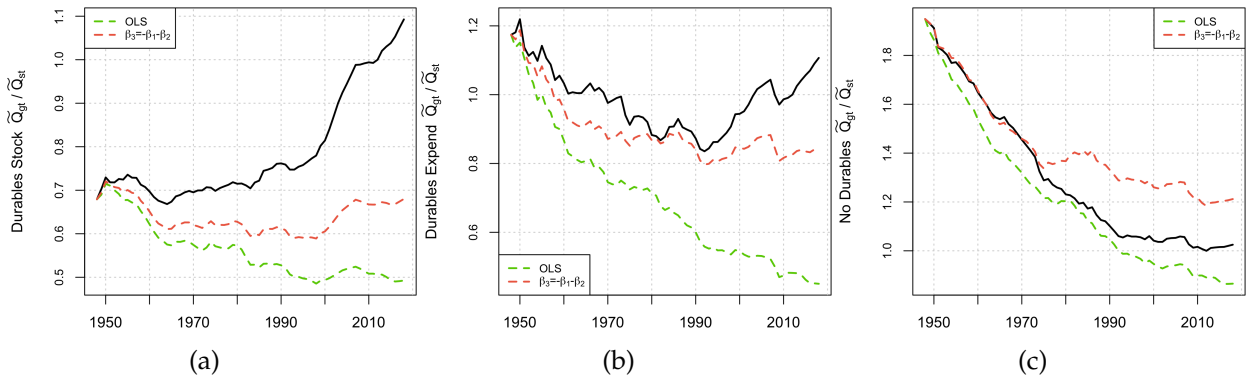 Durables Stock Q̃gt / Q̃st
1.1
1.0
0.9
0.8
0.7
0.6
0.5
OLS
β₃=-β₁-β₂
1950 1970 1990 2010
(a)
Durables Expend Q̃gt / Q̃st
1.2
1.0
0.8
0.6
OLS
β₃=-β₁-β₂
1950 1970 1990 2010
(b)
No Durables Q̃gt / Q̃st
1.8
1.6
1.4
1.2
1.0
OLS
β₃=-β₁-β₂
1950 1970 1990 2010
(c)